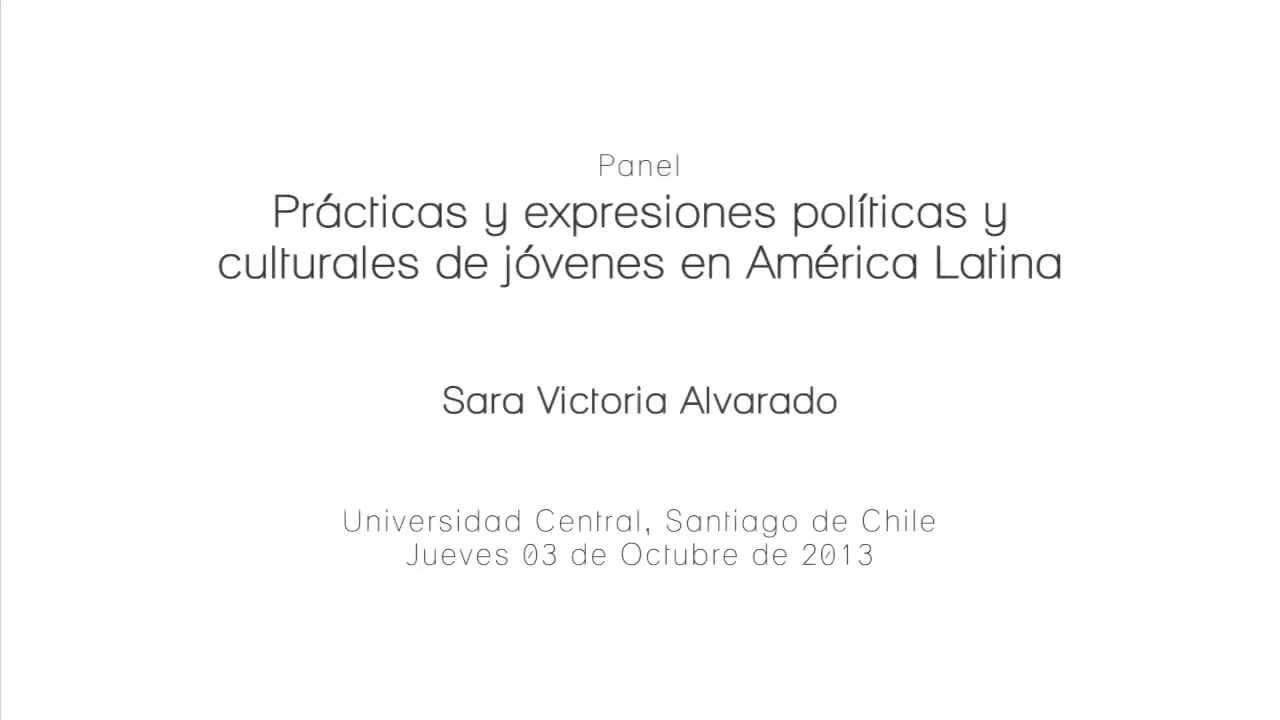 Panel
Prácticas y expresiones políticas y
culturales de jóvenes en América Latina
Sara Victoria Alvarado
Universidad Central, Santiago de Chile
Jueves 03 de Octubre de 2013